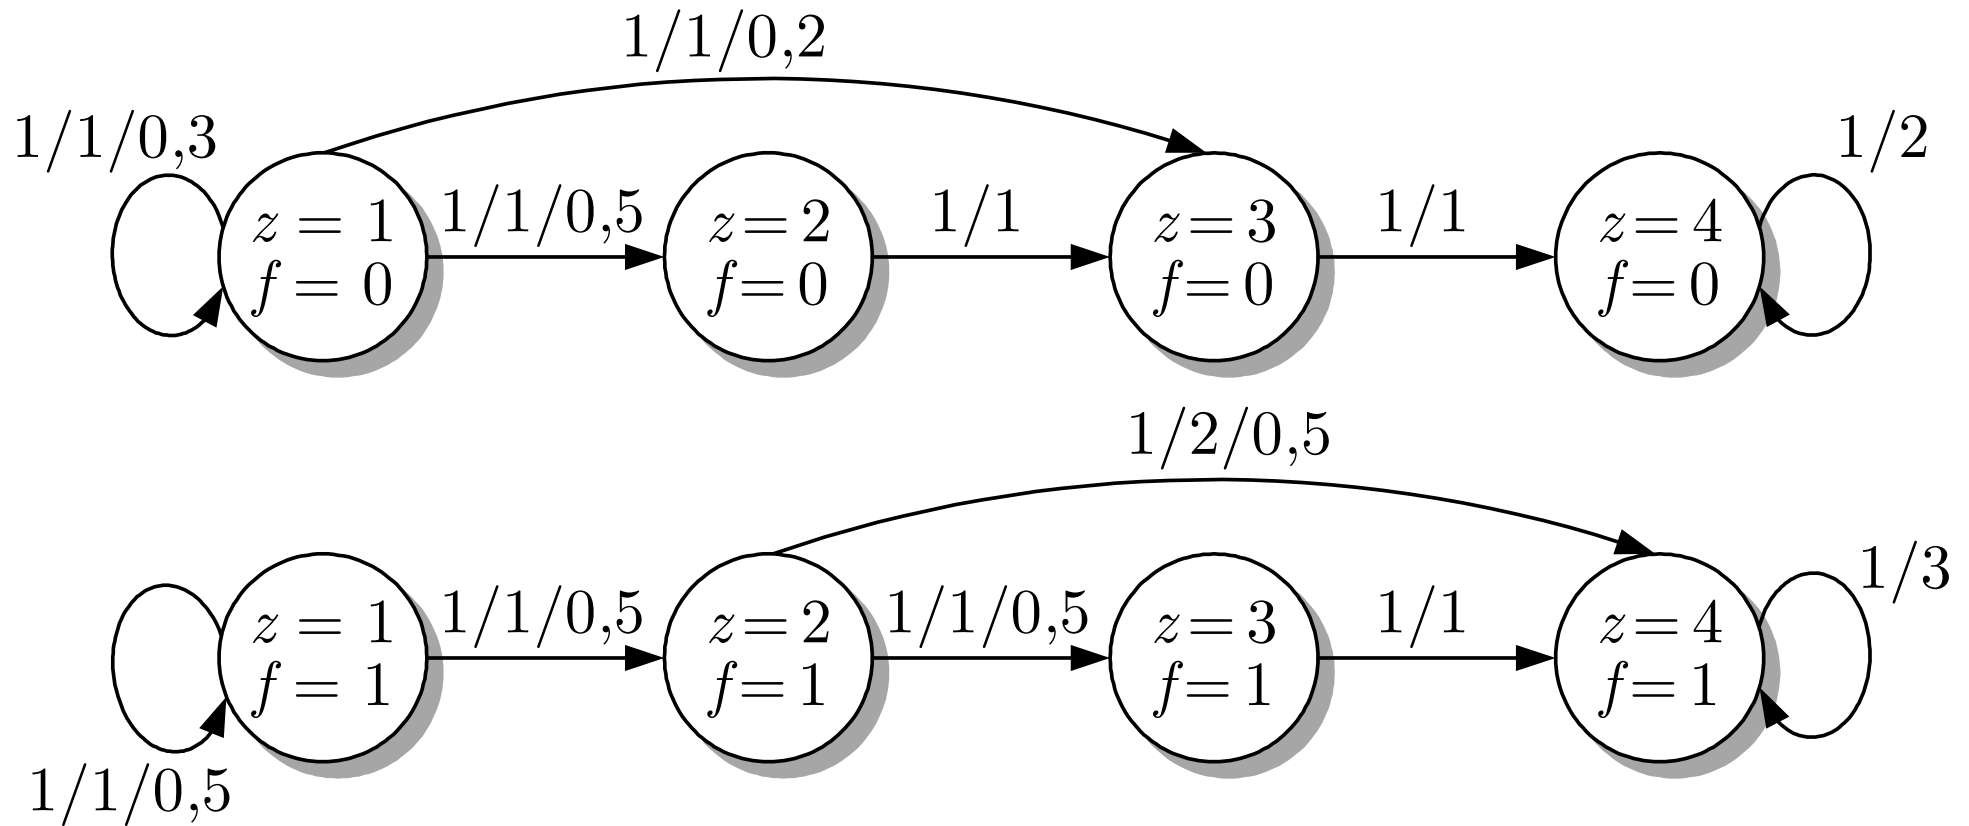 1/1/0,2
1/1/0,3
1/2
1/1/0,5
1/1
1/1
z = 1
f = 0
z = 2
f = 0
z = 3
f = 0
z = 4
f = 0
1/2/0,5
1/3
1/1/0,5
1/1/0,5
1/1
z = 1
f = 1
z = 2
f = 1
z = 3
f = 1
z = 4
f = 1
1/1/0,5